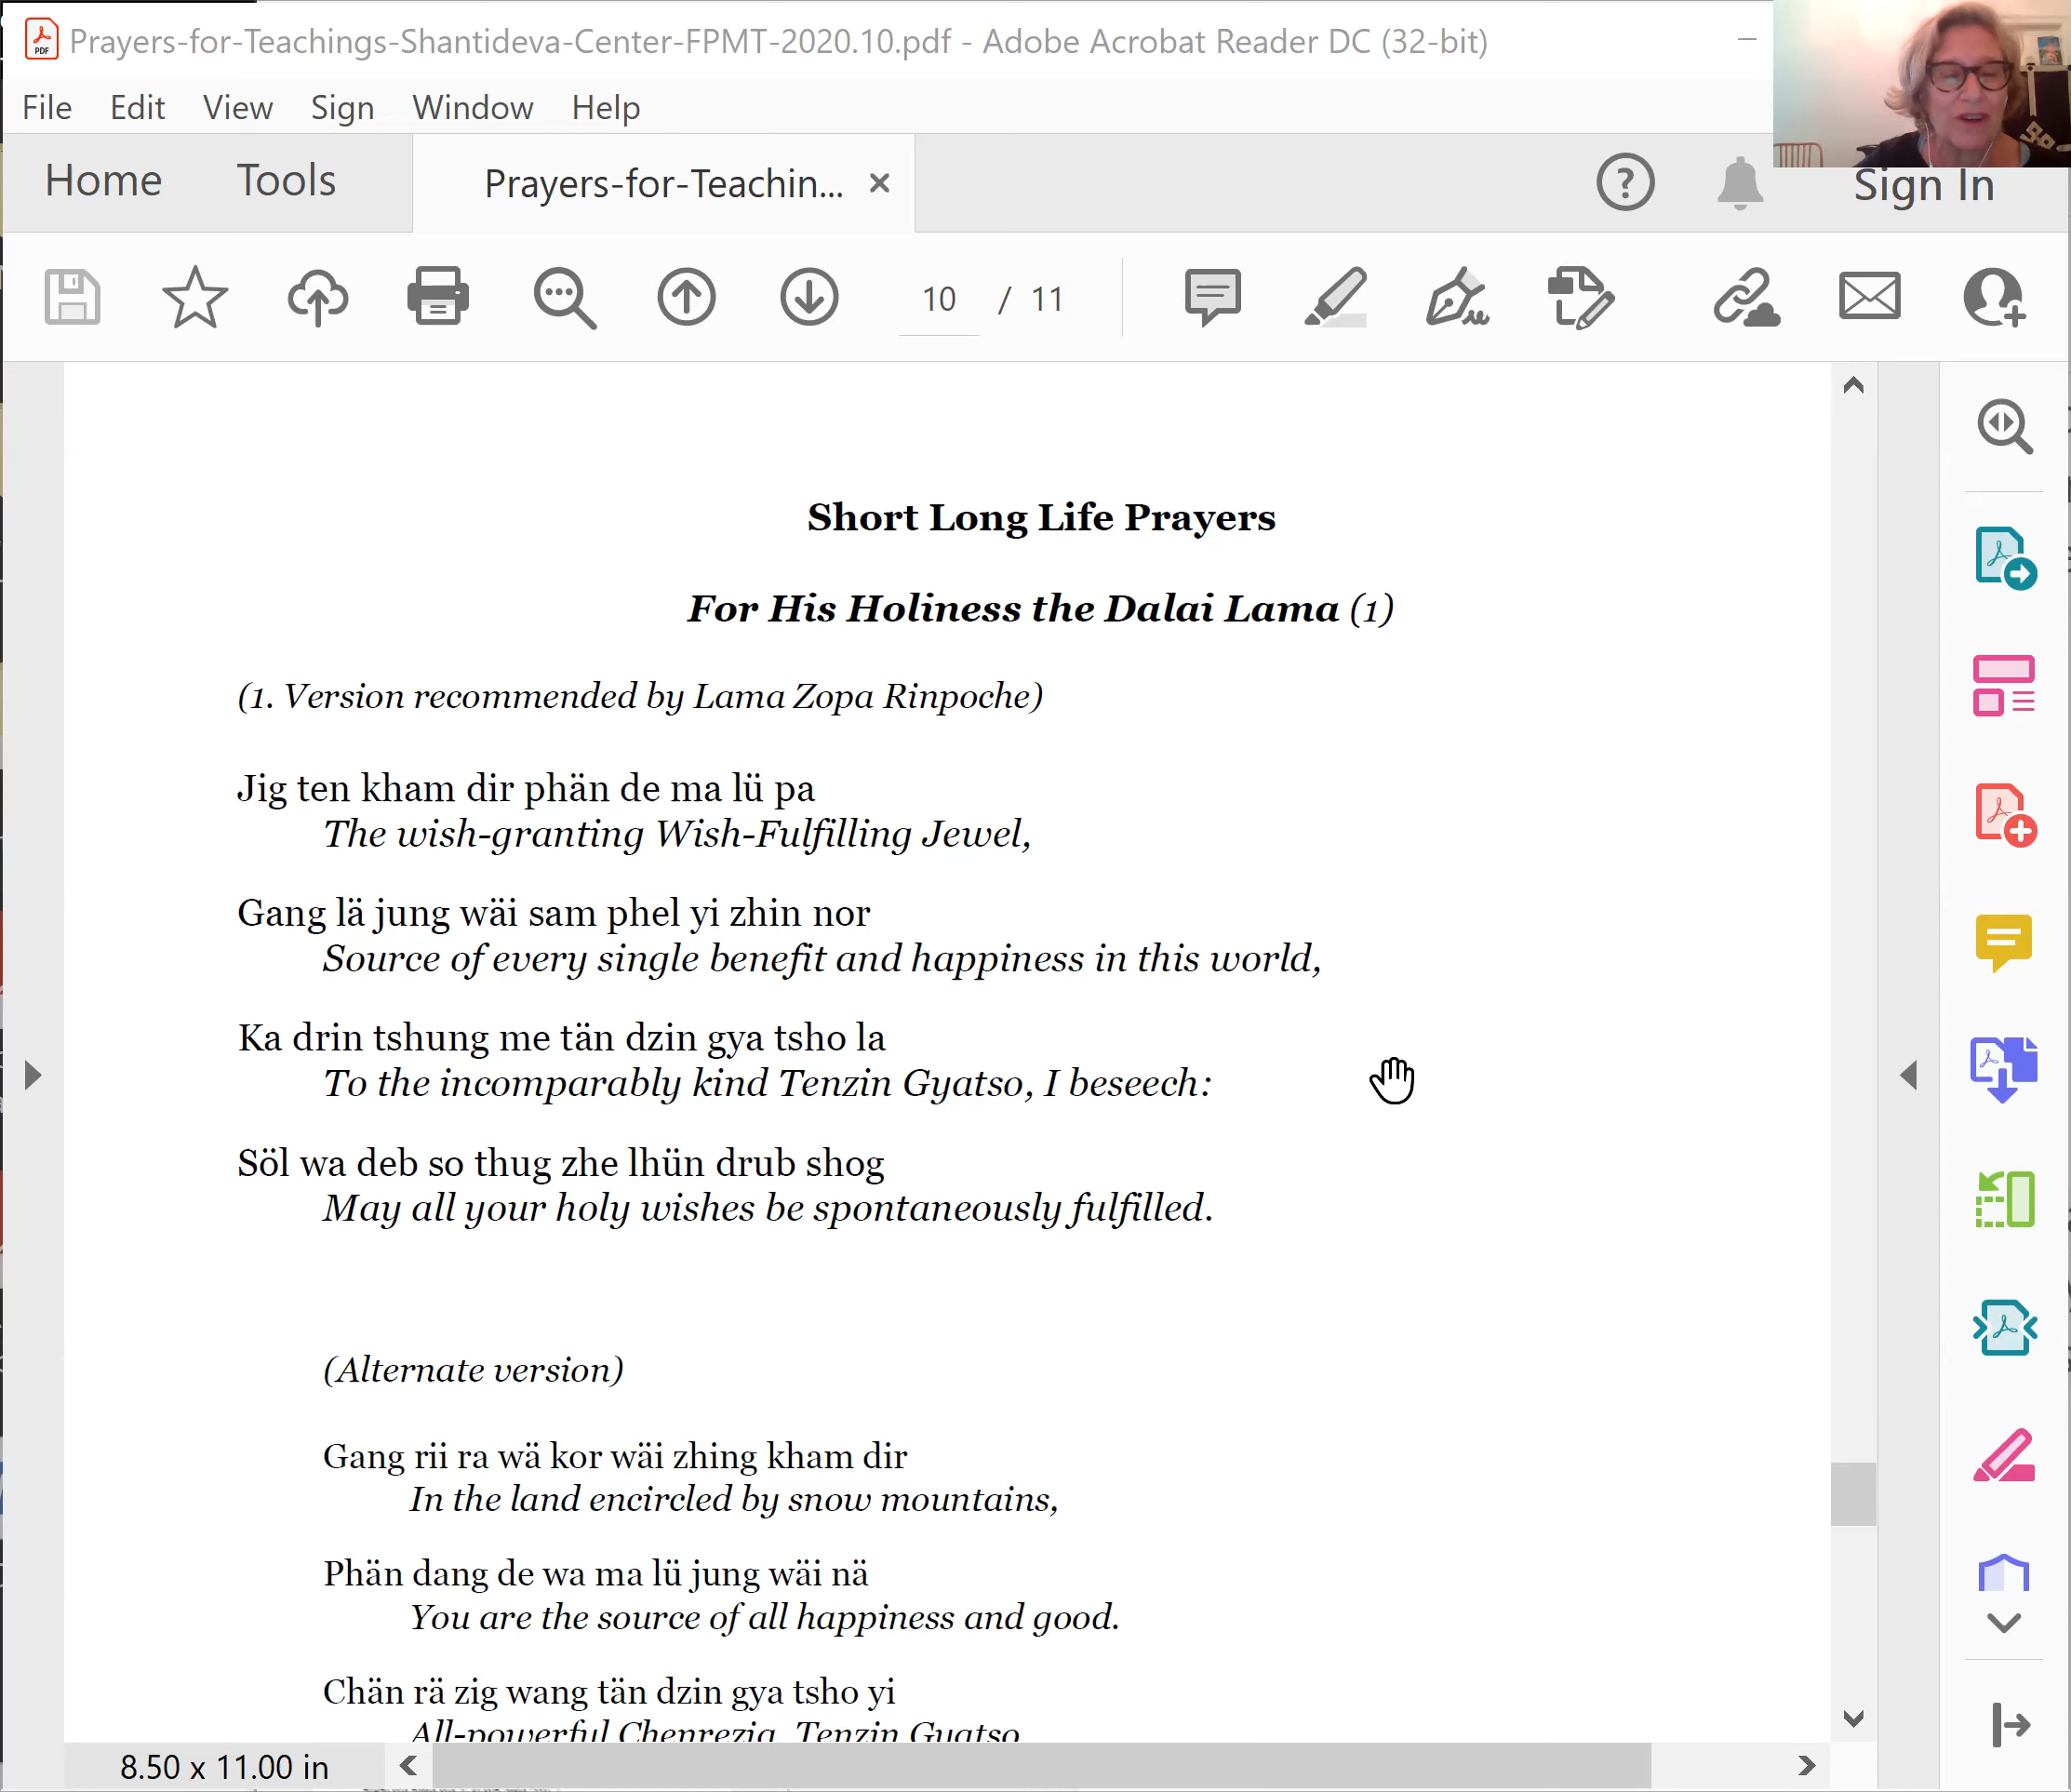 PDF
Prayers-for-Teachings-Shantideva-Center-FPMT-2020.10.pdf - Adobe Acrobat Reader DC (32-bit)
File Edit View Sign Window Help
Home Tools Prayers-for-Teachin... × ? Sign In
10 / 11
Short Long Life Prayers
For His Holiness the Dalai Lama (1)
(1. Version recommended by Lama Zopa Rinpoche)
Jig ten kham dir phän de ma lü pa
The wish-granting Wish-Fulfilling Jewel,
Gang lä jung wäi sam phel yi zhin nor
Source of every single benefit and happiness in this world,
Ka drin tshung me tän dzin gya tsho la
To the incomparably kind Tenzin Gyatso, I beseech:
Söl wa deb so thug zhe lhün drub shog
May all your holy wishes be spontaneously fulfilled.
(Alternate version)
Gang rii ra wä kor wäi zhing kham dir
In the land encircled by snow mountains,
Phän dang de wa ma lü jung wäi nä
You are the source of all happiness and good.
Chän rä zig wang tän dzin gya tsho yi
All-powerful Chenrezig, Tenzin Gyatso
8.50 x 11.00 in